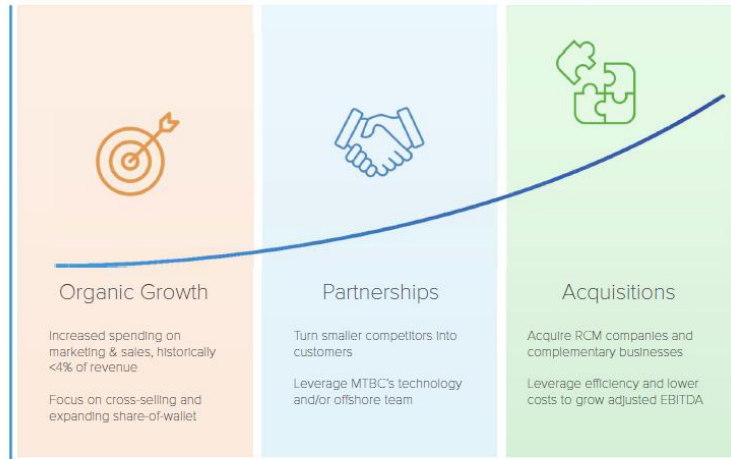 Organic Growth
Increased spending on
marketing & sales, historically
<4% of revenue
Focus on cross-selling and
expanding share-of-wallet
Partnerships
Turn smaller competitors into
customers
Leverage MTBC's technology
and/or offshore team
Acquisitions
Acquire RCM companies and
complementary businesses
Leverage efficiency and lower
costs to grow adjusted EBITDA